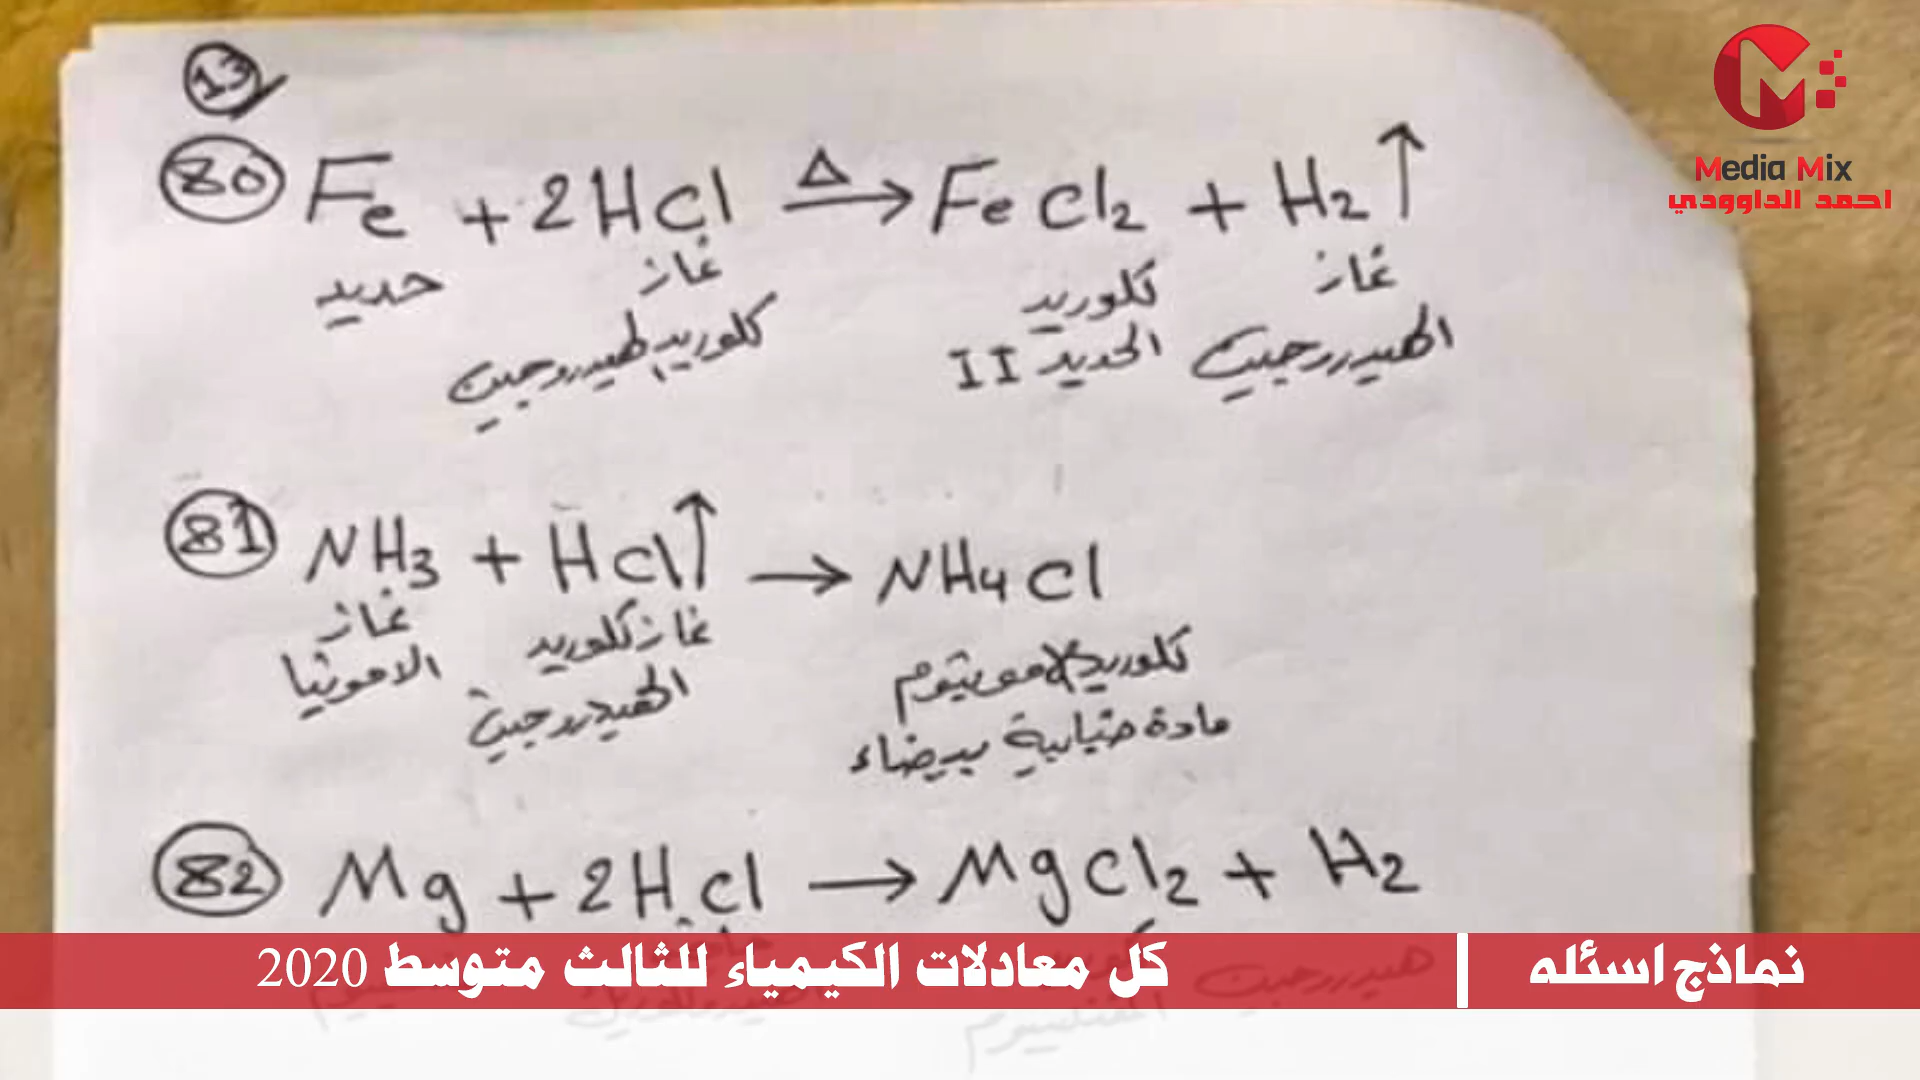 13
80 Fe + 2HCl △→ FeCl2 + H2↑
حديد غاز كلوريد غاز
كلوريد الهيدروجين الحديد II الهيدروجين
81 NH3 + HCl↑ → NH4Cl
غاز غاز كلوريد كلوريد الامونيوم
الامونيا الهيدروجين مادة ضبابية بيضاء
82 Mg + 2HCl → MgCl2 + H2
هيدروجين
المغنيسيوم
Media Mix
احمد الداوودي
نماذج اسئله
كل معادلات الكيمياء للثالث متوسط 2020